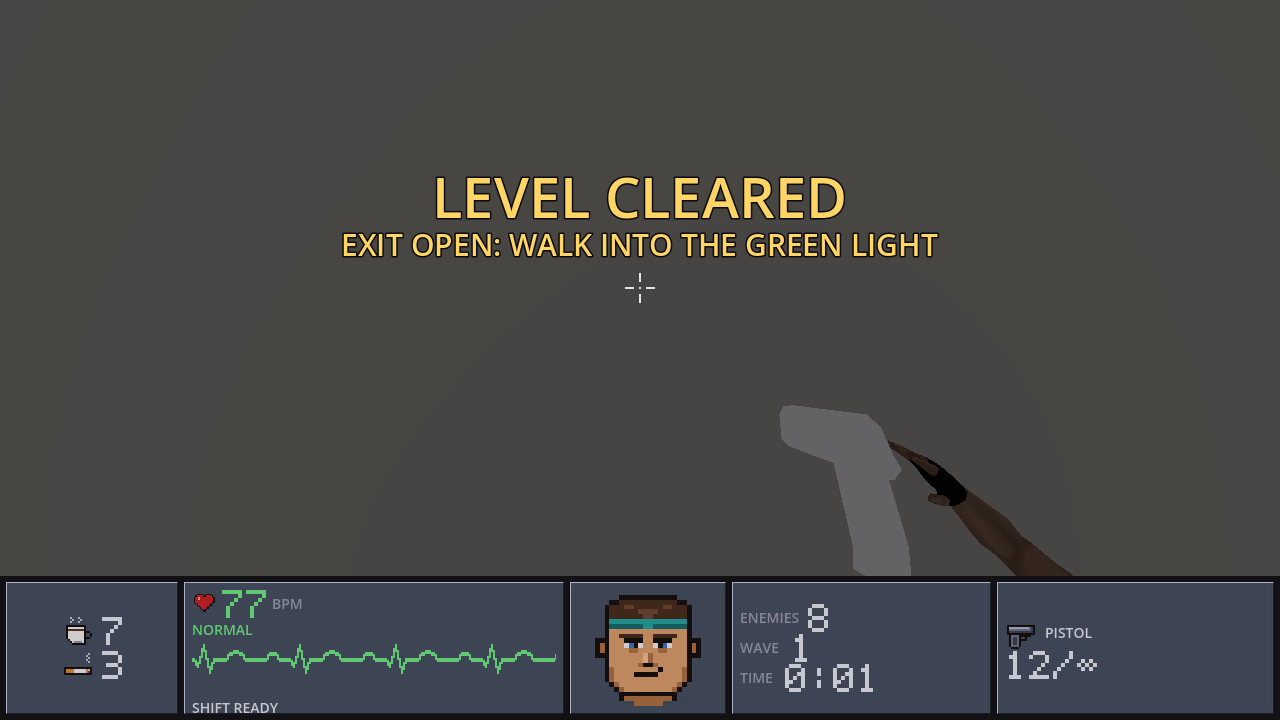 LEVEL CLEARED
EXIT OPEN: WALK INTO THE GREEN LIGHT
7
3
77 BPM
NORMAL
SHIFT READY
ENEMIES 8
WAVE 1
TIME 0:01
PISTOL
12/∞